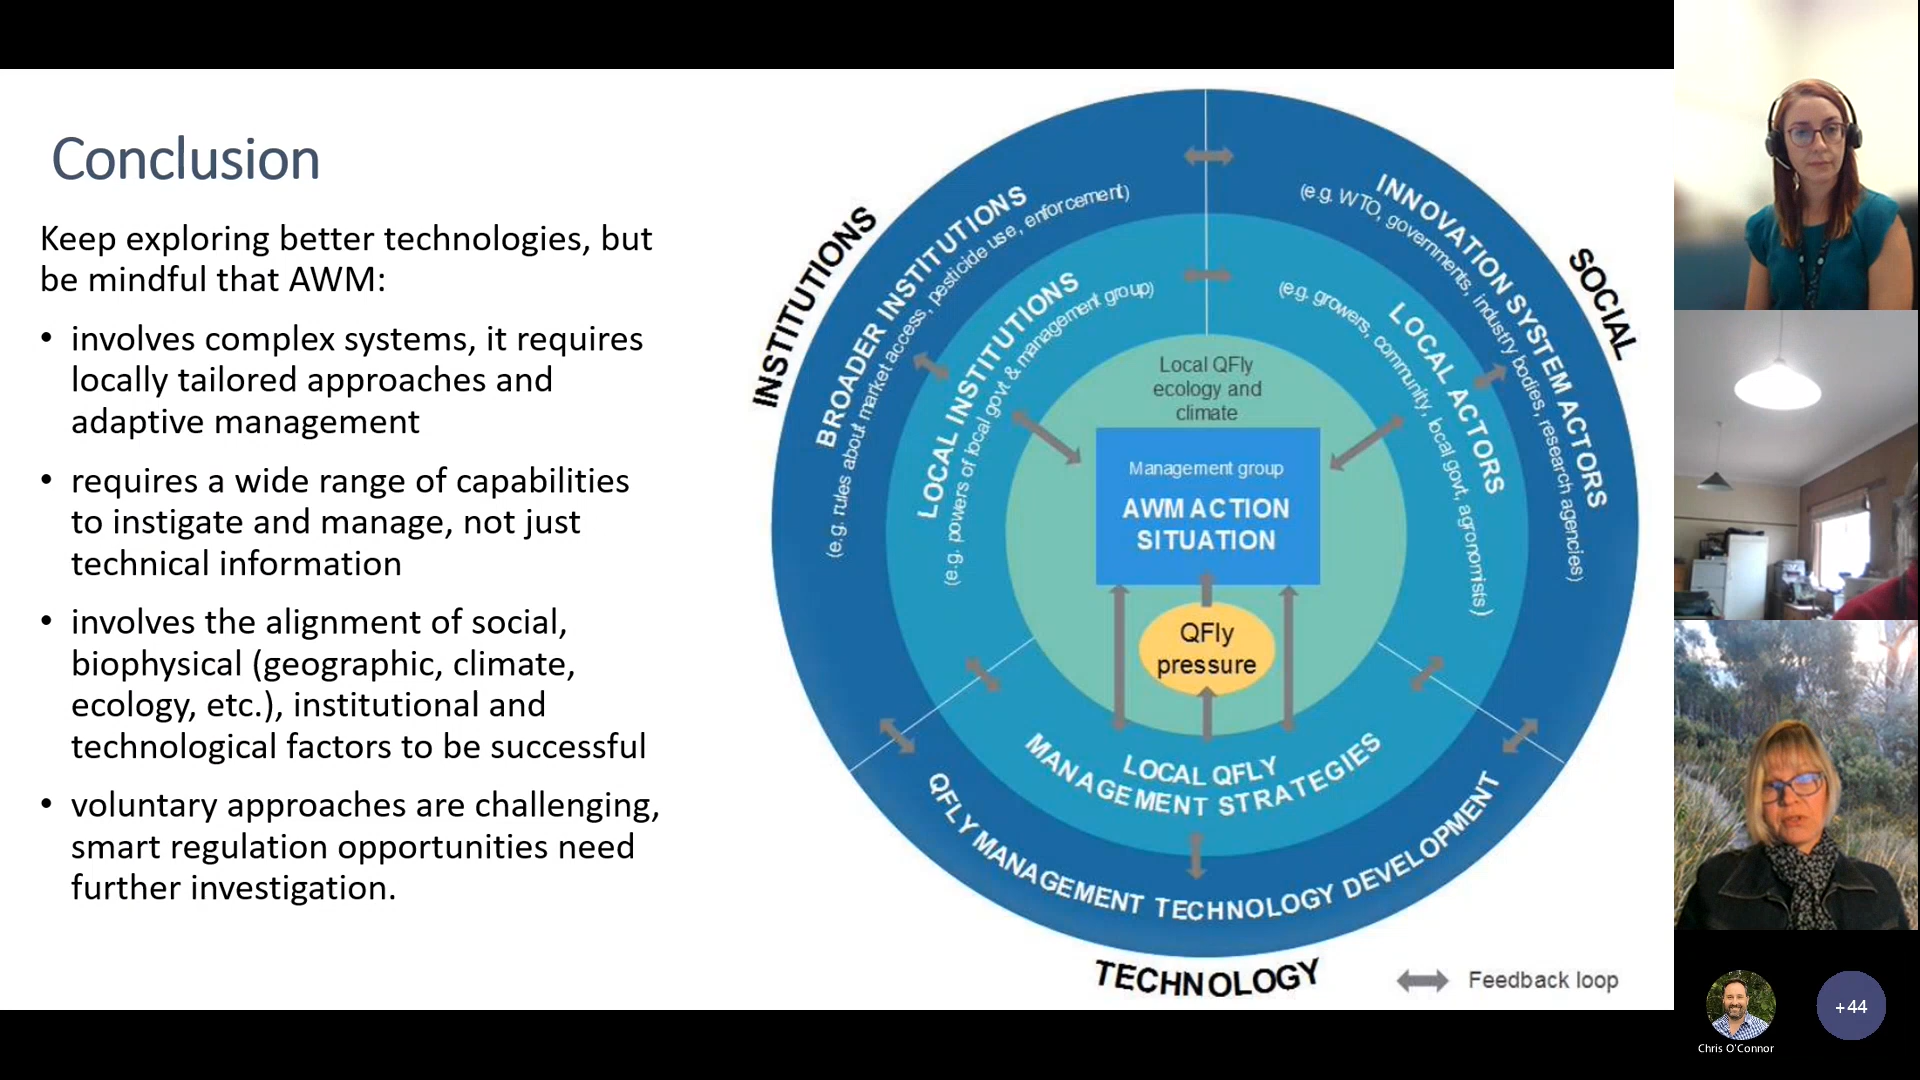 Conclusion
Keep exploring better technologies, but
be mindful that AWM:
• involves complex systems, it requires
locally tailored approaches and
adaptive management
• requires a wide range of capabilities
to instigate and manage, not just
technical information
• involves the alignment of social,
biophysical (geographic, climate,
ecology, etc.), institutional and
technological factors to be successful
• voluntary approaches are challenging,
smart regulation opportunities need
further investigation.
INSTITUTIONS
BROADER INSTITUTIONS
(e.g. rules about market access, pesticide use, enforcement)
LOCAL INSTITUTIONS
(e.g. powers of local govt & management group)
SOCIAL
INNOVATION SYSTEM ACTORS
(e.g. WTO, governments, industry bodies, research agencies)
LOCAL ACTORS
(e.g. growers, community, local govt, agronomists)
Local QFly
ecology and
climate
Management group
AWM ACTION
SITUATION
QFly
pressure
LOCAL QFLY
MANAGEMENT STRATEGIES
QFLY MANAGEMENT TECHNOLOGY DEVELOPMENT
TECHNOLOGY
Feedback loop
+44
Chris O'Connor